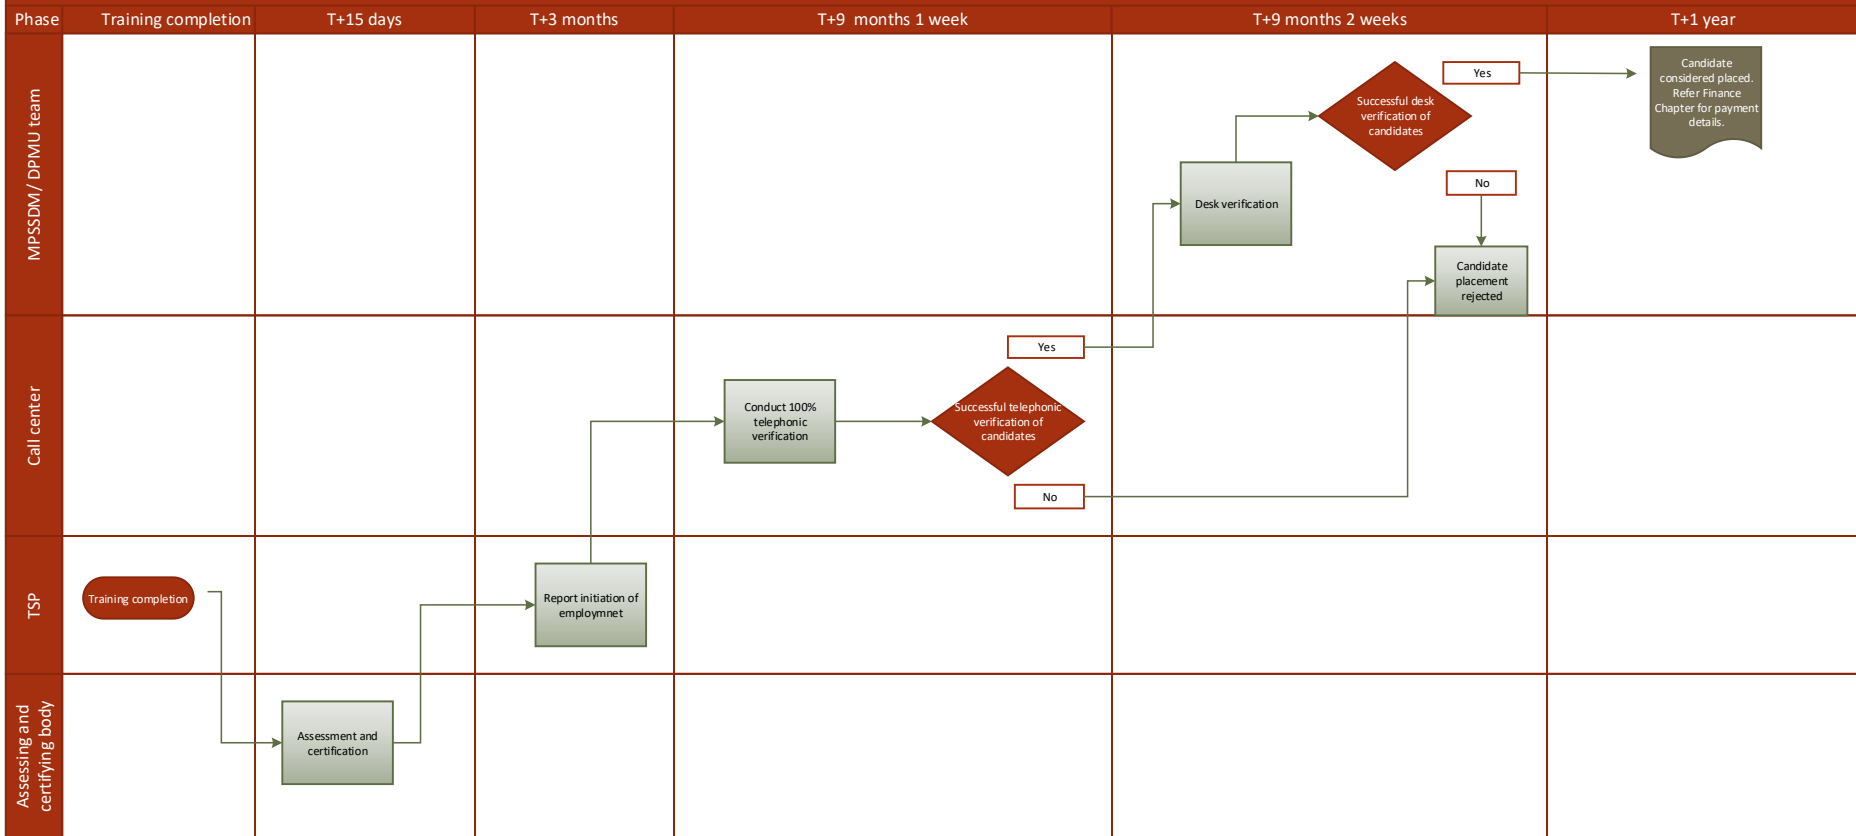 Phase
Training completion
T+15 days
T+3 months
T+9  months 1 week
T+9 months 2 weeks
T+1 year
MPSSDM/ DPMU team
Desk verification
Successful desk
verification of
candidates
Yes
No
Candidate
placement
rejected
Candidate
considered placed.
Refer Finance
Chapter for payment
details.
Call center
Conduct 100%
telephonic
verification
Successful telephonic
verification of
candidates
Yes
No
TSP
Training completion
Report initiation of
employmnet
Assessing and
certifying body
Assessment and
certification